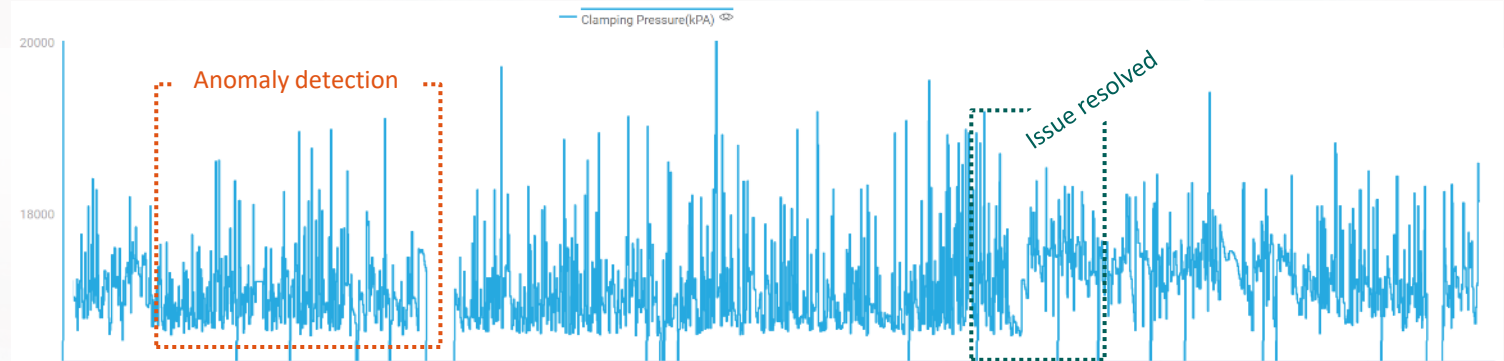 Clamping Pressure(kPA)
20000
Anomaly detection
Issue resolved
18000